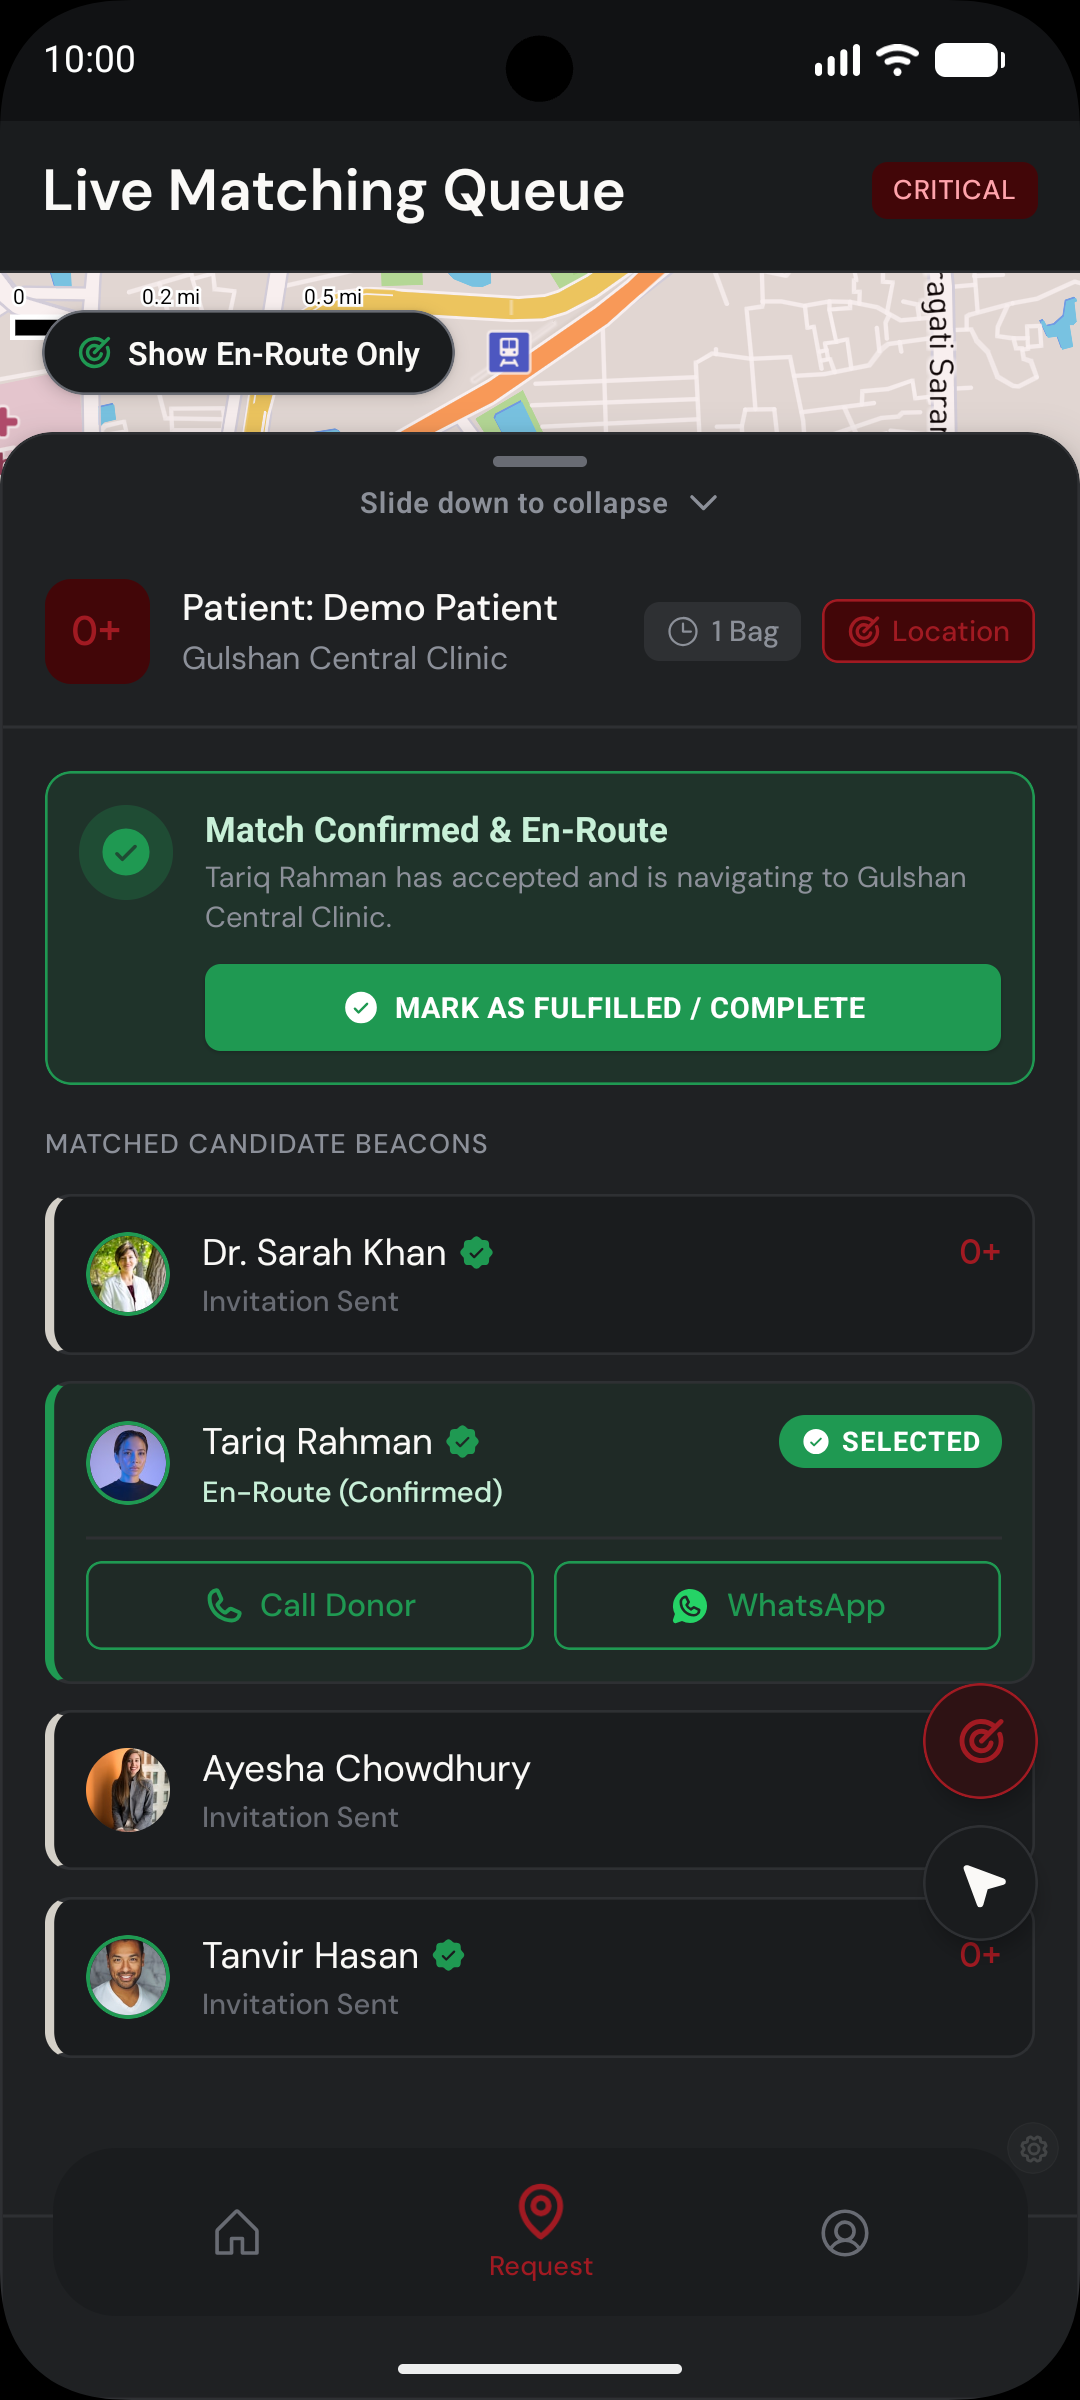 10:00
Live Matching Queue
CRITICAL
0
0.2 mi
0.5 mi
Show En-Route Only
Slide down to collapse
0+
Patient: Demo Patient
Gulshan Central Clinic
1 Bag
Location
Match Confirmed & En-Route
Tariq Rahman has accepted and is navigating to Gulshan
Central Clinic.
MARK AS FULFILLED / COMPLETE
MATCHED CANDIDATE BEACONS
Dr. Sarah Khan
0+
Invitation Sent
Tariq Rahman
SELECTED
En-Route (Confirmed)
Call Donor
WhatsApp
Ayesha Chowdhury
Invitation Sent
Tanvir Hasan
0+
Invitation Sent
Request